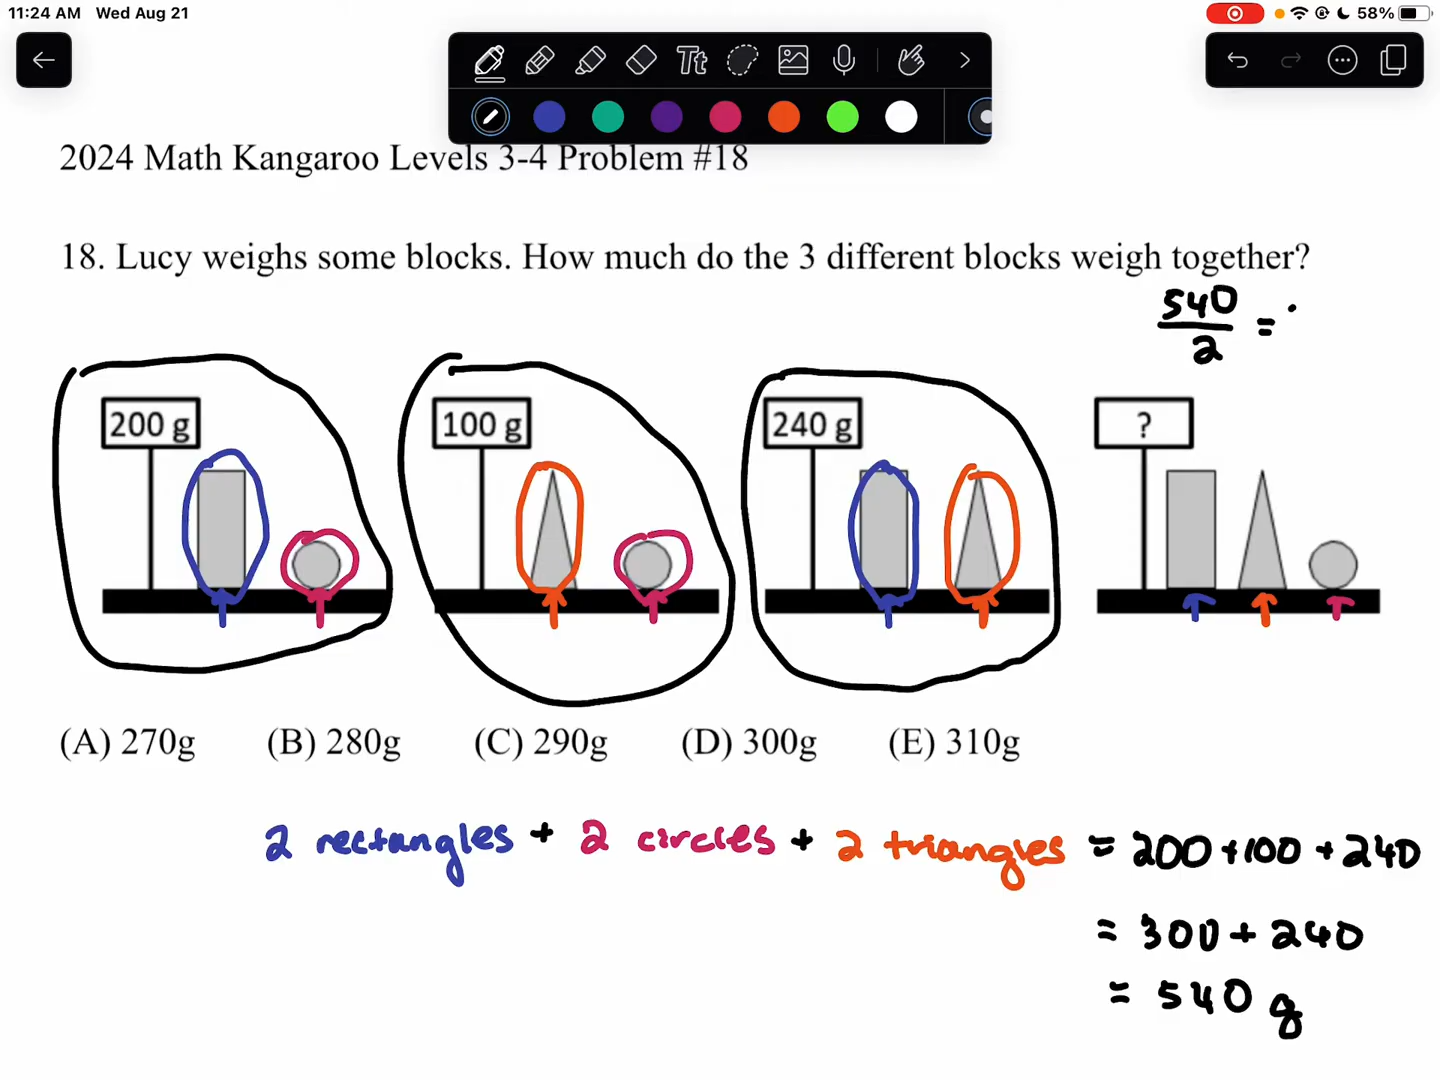 11:24 AM Wed Aug 21
58%
Tt
2024 Math Kangaroo Levels 3-4 Problem #18
18. Lucy weighs some blocks. How much do the 3 different blocks weigh together?
540
2
=
200 g
100 g
240 g
?
(A) 270g (B) 280g (C) 290g (D) 300g (E) 310g
2 rectangles + 2 circles + 2 triangles = 200 + 100 + 240
= 300 + 240
= 540 g